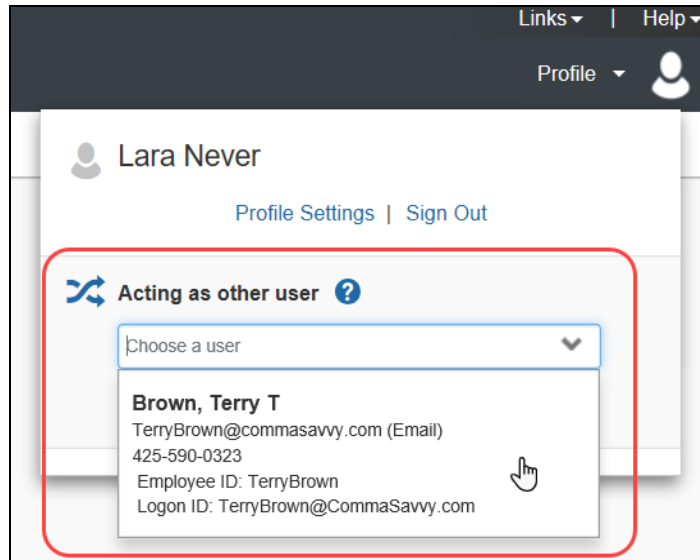 Links | Help
Profile
Lara Never
Profile Settings | Sign Out
Acting as other user ?
Choose a user
Brown, Terry T
TerryBrown@commasavvy.com (Email)
425-590-0323
Employee ID: TerryBrown
Logon ID: TerryBrown@CommaSavvy.com